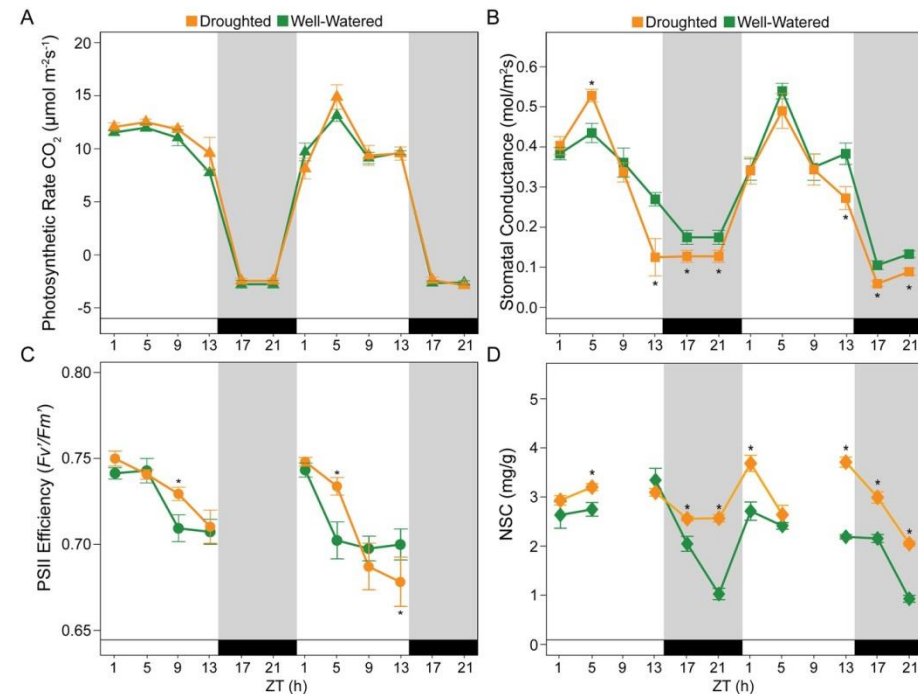 A
Droughted Well-Watered
Photosynthetic Rate CO₂ (μmol m⁻²s⁻¹)
20
15
10
5
0
-5
1 5 9 13 17 21 1 5 9 13 17 21
B
Droughted Well-Watered
Stomatal Conductance (mol/m²s)
0.6
0.5
0.4
0.3
0.2
0.1
0.0
* * * * * * *
1 5 9 13 17 21 1 5 9 13 17 21
C
PSII Efficiency (Fv'/Fm')
0.80
0.75
0.70
0.65
* * *
1 5 9 13 17 21 1 5 9 13 17 21
ZT (h)
D
NSC (mg/g)
5
4
3
2
1
0
* * * * * * *
1 5 9 13 17 21 1 5 9 13 17 21
ZT (h)